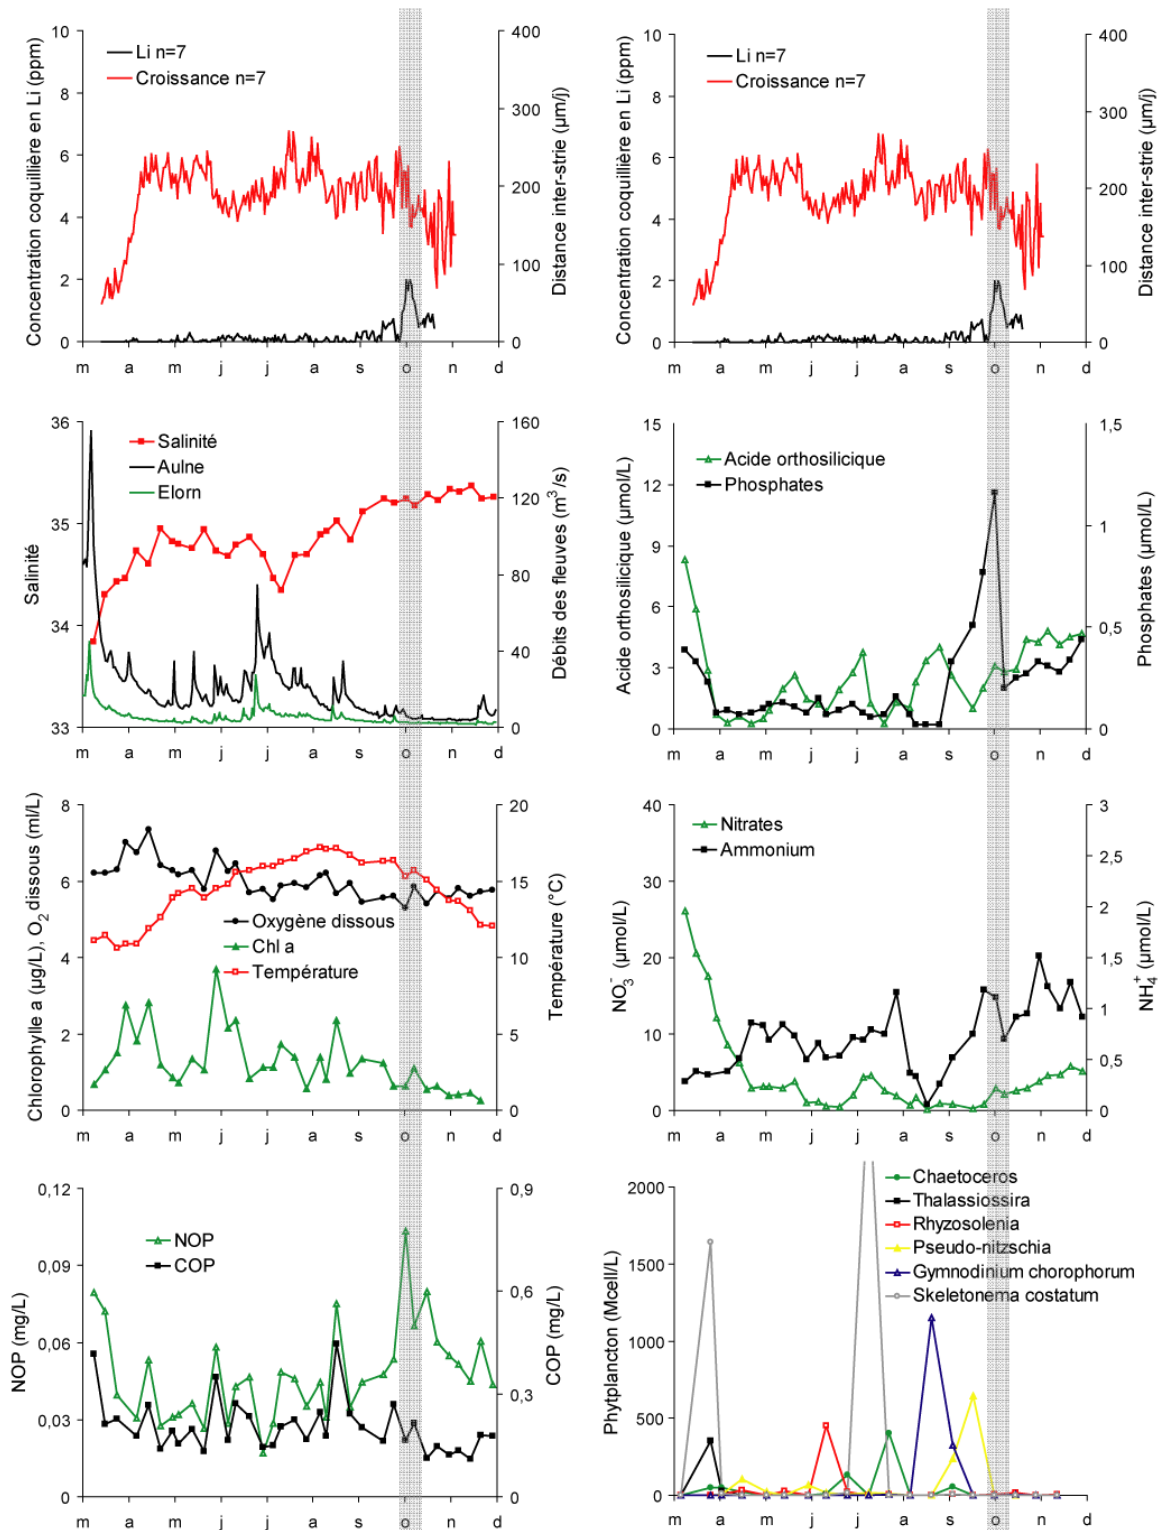 Concentration coquillière en Li (ppm)
10
8
6
4
2
0
Li n=7
Croissance n=7
400
300
200
100
0
Distance inter-strie (µm/j)
m a m j j a s o n d
Concentration coquillière en Li (ppm)
10
8
6
4
2
0
Li n=7
Croissance n=7
400
300
200
100
0
Distance inter-strie (µm/j)
m a m j j a s o n d
Salinité
36
35
34
33
Salinité
Aulne
Elorn
160
120
80
40
0
Débits des fleuves (m³/s)
m a m j j a s o n d
Acide orthosilicique (µmol/L)
15
12
9
6
3
0
Acide orthosilicique
Phosphates
1,5
1
0,5
0
Phosphates (µmol/L)
m a m j j a s o n d
Chlorophylle a (µg/L), O₂ dissous (ml/L)
8
6
4
2
0
Oxygène dissous
Chl a
Température
20
15
10
5
0
Température (°C)
m a m j j a s o n d
NO₃⁻ (µmol/L)
40
30
20
10
0
Nitrates
Ammonium
3
2,5
2
1,5
1
0,5
0
NH₄⁺ (µmol/L)
m a m j j a s o n d
NOP (mg/L)
0,12
0,09
0,06
0,03
0
NOP
COP
0,9
0,6
0,3
0
COP (mg/L)
m a m j j a s o n d
Phytplancton (Mcell/L)
2000
1500
1000
500
0
Chaetoceros
Thalassiossira
Rhyzosolenia
Pseudo-nitzschia
Gymnodinium chorophorum
Skeletonema costatum
m a m j j a s o n d